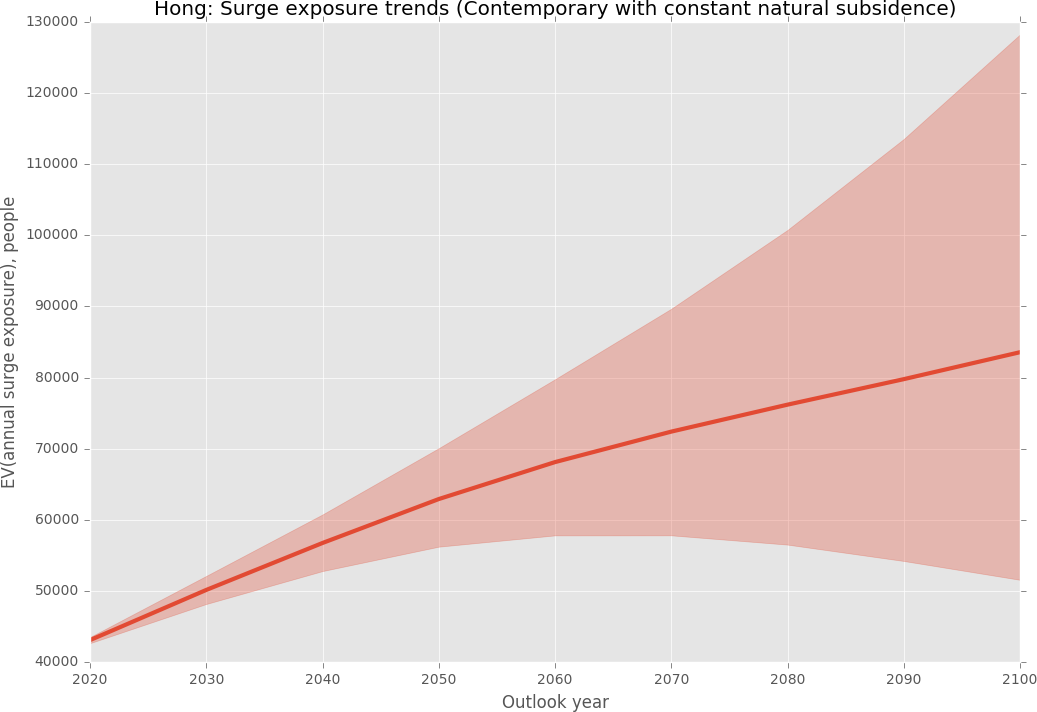 Hong: Surge exposure trends (Contemporary with constant natural subsidence)
EV(annual surge exposure), people
130000
120000
110000
100000
90000
80000
70000
60000
50000
40000
2020 2030 2040 2050 2060 2070 2080 2090 2100
Outlook year